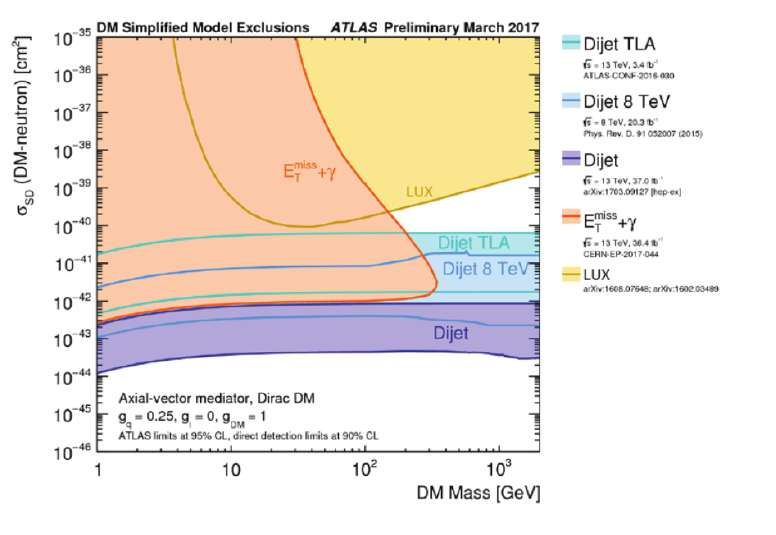 DM Simplified Model Exclusions ATLAS Preliminary March 2017
σSD (DM-neutron) [cm²]
10⁻³⁵
10⁻³⁶
10⁻³⁷
10⁻³⁸
10⁻³⁹
10⁻⁴⁰
10⁻⁴¹
10⁻⁴²
10⁻⁴³
10⁻⁴⁴
10⁻⁴⁵
10⁻⁴⁶
E_T^miss+γ
LUX
Dijet TLA
Dijet 8 TeV
Dijet
Axial-vector mediator, Dirac DM
g_q = 0.25, g_l = 0, g_DM = 1
ATLAS limits at 95% CL, direct detection limits at 90% CL
1 10 10² 10³
DM Mass [GeV]
Dijet TLA
√s = 13 TeV, 3.4 fb⁻¹
ATLAS-CONF-2016-030
Dijet 8 TeV
√s = 8 TeV, 20.3 fb⁻¹
Phys. Rev. D. 91 052007 (2015)
Dijet
√s = 13 TeV, 37.0 fb⁻¹
arXiv:1703.09127 [hep-ex]
E_T^miss+γ
√s = 13 TeV, 36.4 fb⁻¹
CERN-EP-2017-044
LUX
arXiv:1608.07648; arXiv:1602.03489